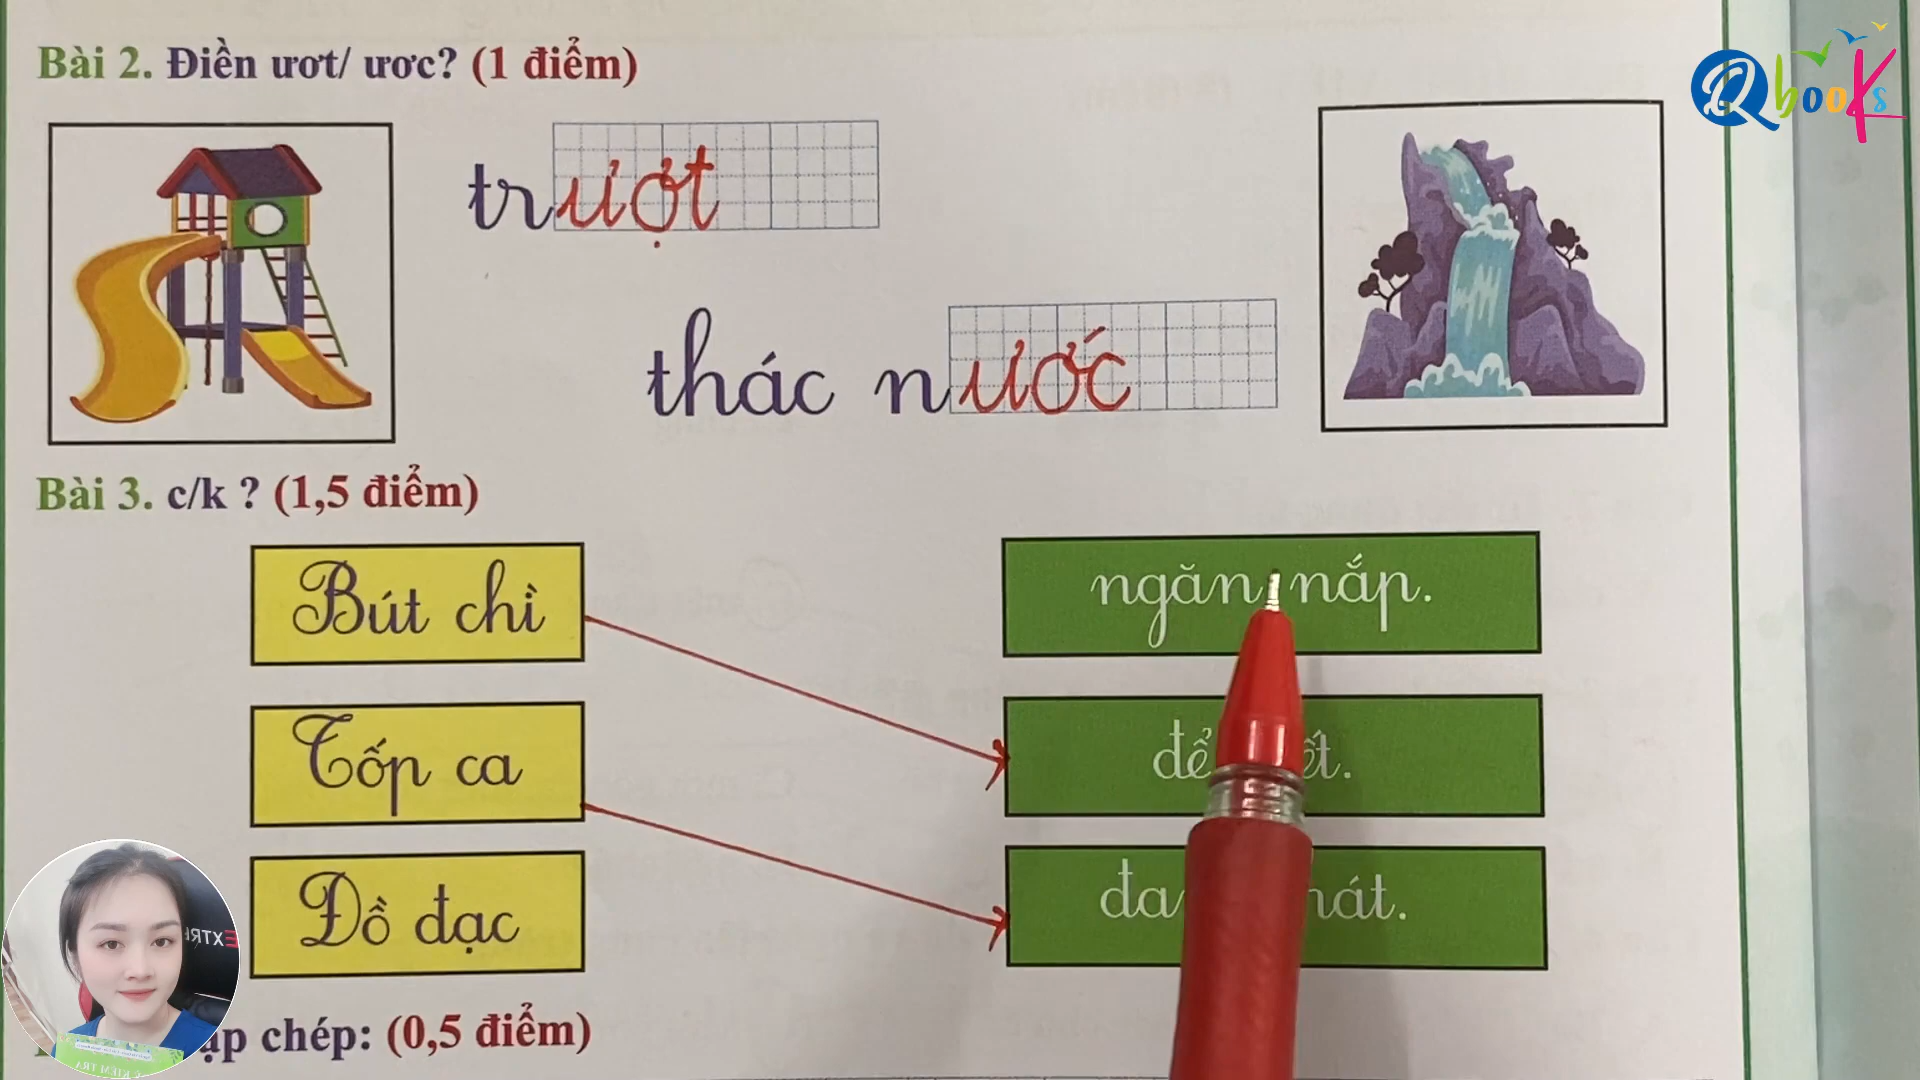 Qbooks
Bài 2. Điền ươt/ ươc? (1 điểm)
trượt
thác nước
Bài 3. c/k ? (1,5 điểm)
Bút chì
ngăn nắp.
Tốp ca
để
Đồ đạc
chép: (0,5 điểm)